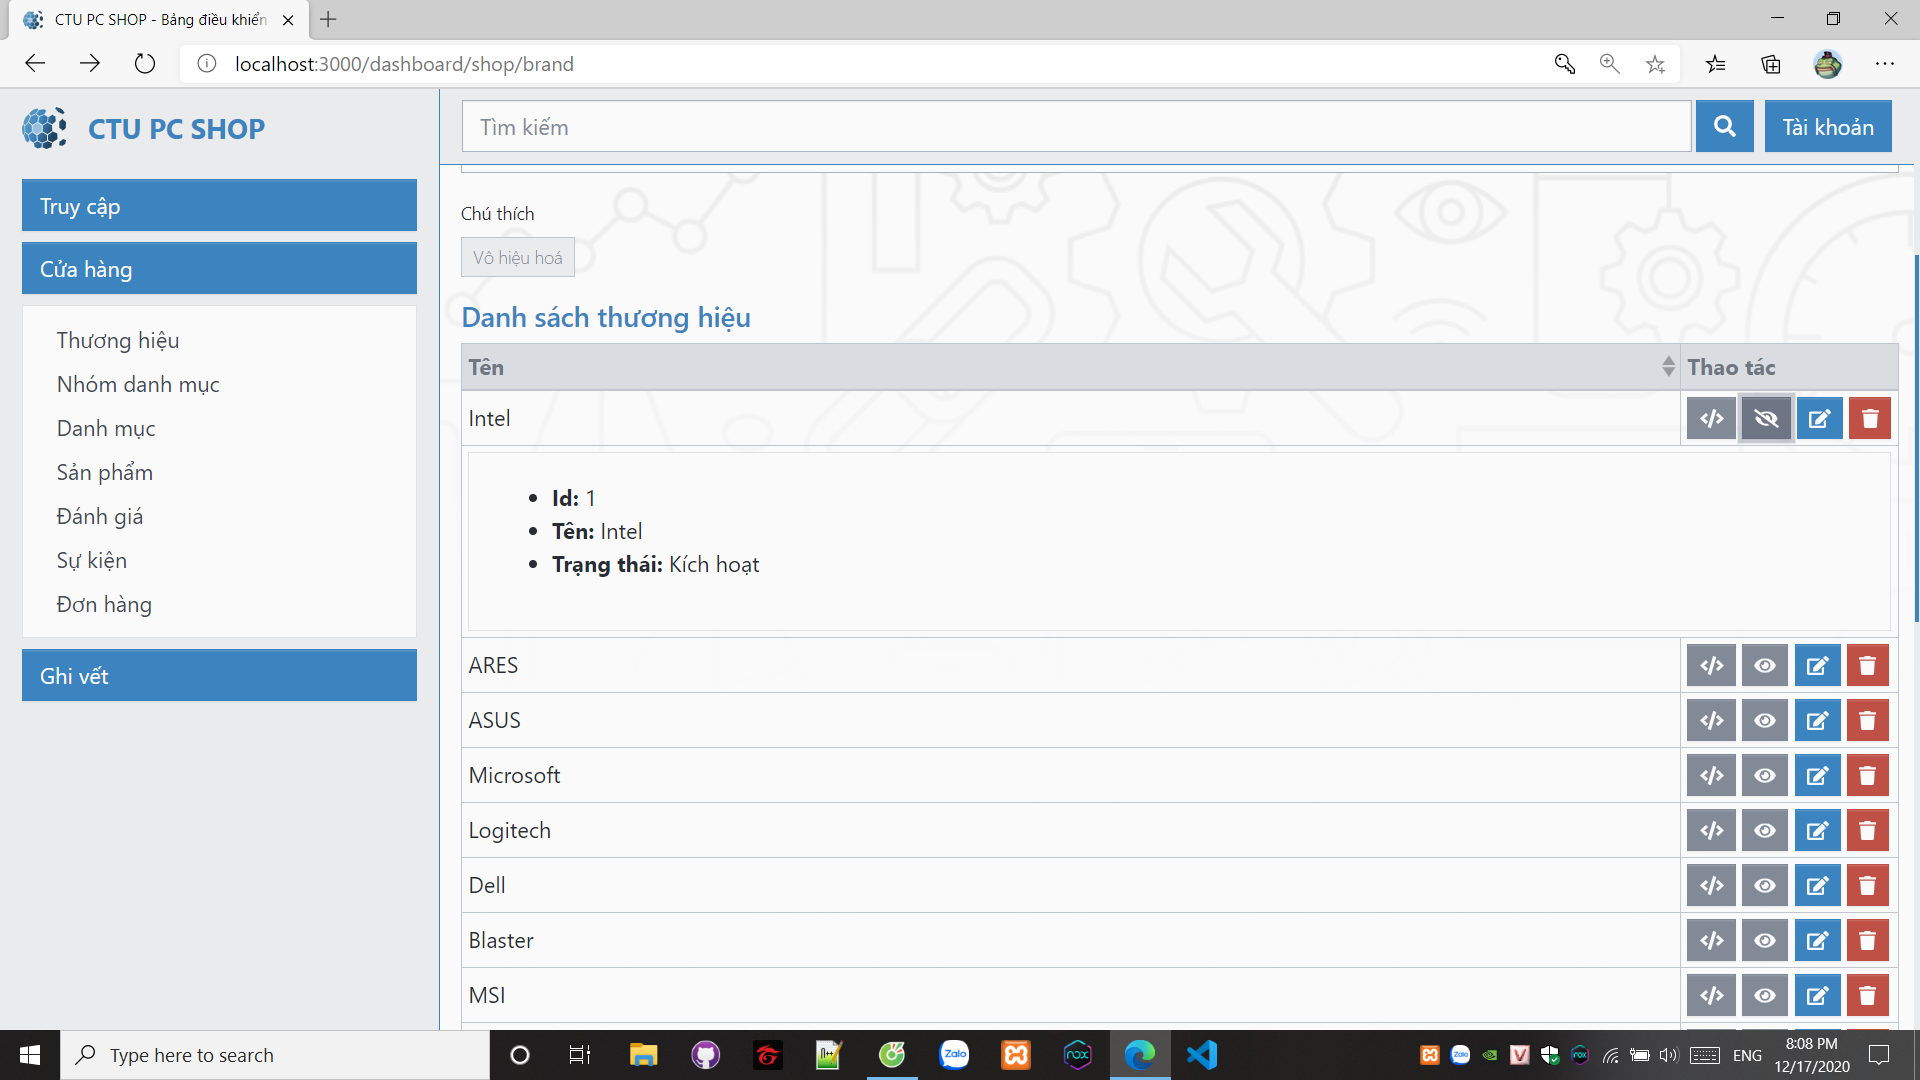 CTU PC SHOP - Bảng điều khiển
localhost:3000/dashboard/shop/brand
CTU PC SHOP
Tìm kiếm
Tài khoản
Truy cập
Cửa hàng
Thương hiệu
Nhóm danh mục
Danh mục
Sản phẩm
Đánh giá
Sự kiện
Đơn hàng
Ghi vết
Chú thích
Vô hiệu hoá
Danh sách thương hiệu
Tên
Thao tác
Intel
Id: 1
Tên: Intel
Trạng thái: Kích hoạt
ARES
ASUS
Microsoft
Logitech
Dell
Blaster
MSI
Type here to search
Zalo
nox
ENG
8:08 PM
12/17/2020